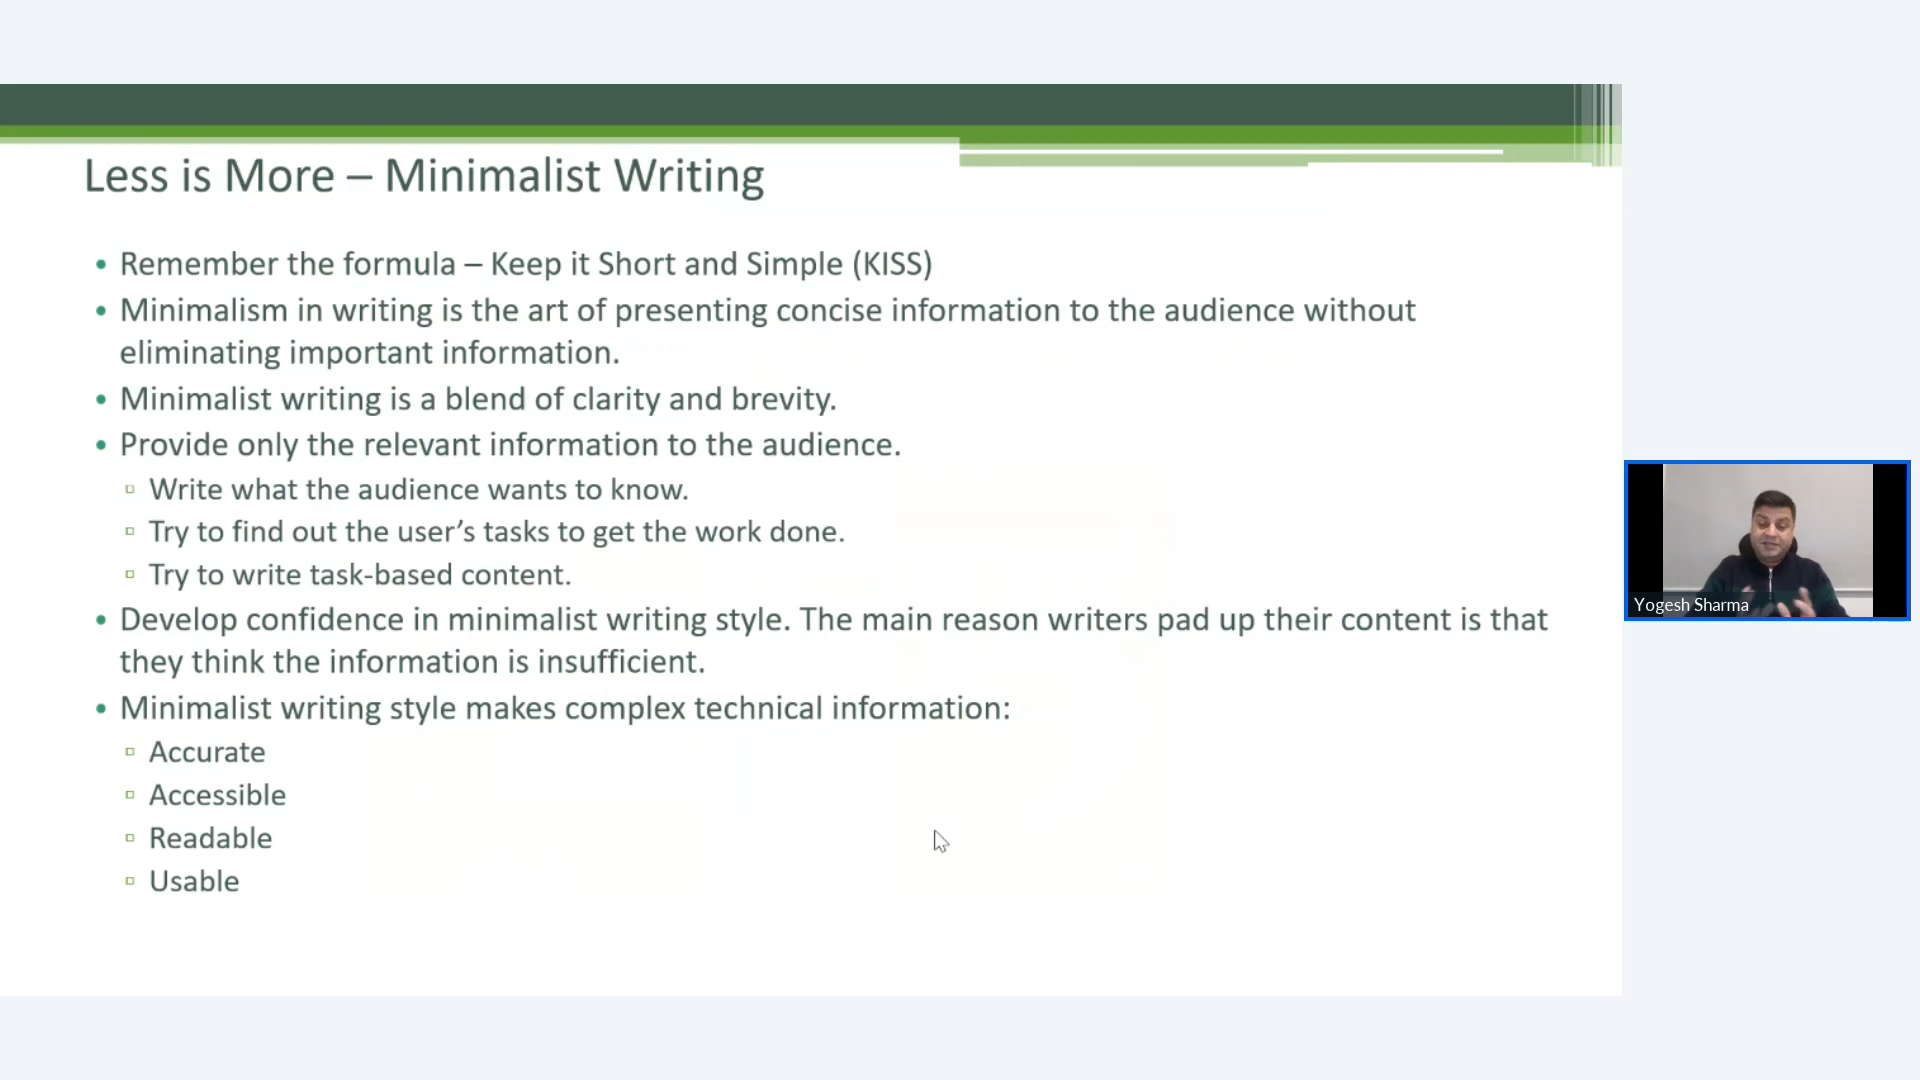 Less is More – Minimalist Writing
• Remember the formula – Keep it Short and Simple (KISS)
• Minimalism in writing is the art of presenting concise information to the audience without
eliminating important information.
• Minimalist writing is a blend of clarity and brevity.
• Provide only the relevant information to the audience.
▫ Write what the audience wants to know.
▫ Try to find out the user’s tasks to get the work done.
▫ Try to write task-based content.
• Develop confidence in minimalist writing style. The main reason writers pad up their content is that
they think the information is insufficient.
• Minimalist writing style makes complex technical information:
▫ Accurate
▫ Accessible
▫ Readable
▫ Usable
Yogesh Sharma